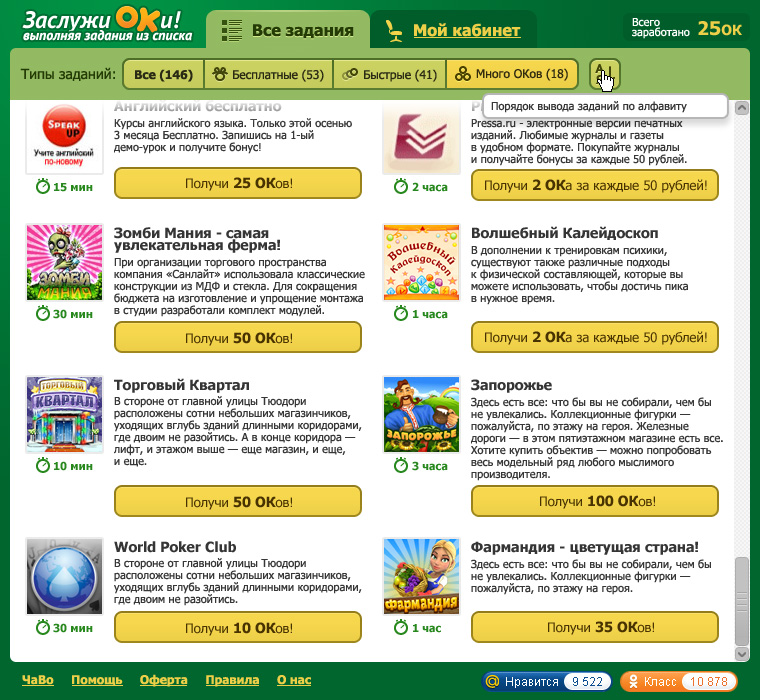 Заслужи ОКи!
выполняя задания из списка
Все задания
Мой кабинет
Всего
заработано
25ОК
Типы заданий:
Все (146)
Бесплатные (53)
Быстрые (41)
Много ОКов (18)
А
Порядок вывода заданий по алфавиту
SPEAK
UP
Учите английский
по-новому
15 мин
Английский бесплатно
Курсы английского языка. Только этой осенью
3 месяца Бесплатно. Запишись на 1-ый
демо-урок и получите бонус!
Получи 25 ОКов!
2 часа
Pressa.ru - электронные версии печатных
изданий. Любимые журналы и газеты
в удобном формате. Покупайте журналы
и получайте бонусы за каждые 50 рублей.
Получи 2 ОКа за каждые 50 рублей!
ЗОМБИ
МАНИЯ
30 мин
Зомби Мания - самая
увлекательная ферма!
При организации торгового пространства
компания «Санлайт» использовала классические
конструкции из МДФ и стекла. Для сокращения
бюджета на изготовление и упрощение монтажа
в студии разработали комплект модулей.
Получи 50 ОКов!
Волшебный
Калейдоскоп
1 часа
Волшебный Калейдоскоп
В дополнении к тренировкам психики,
существуют также различные подходы
к физической составляющей, которые вы
можете использовать, чтобы достичь пика
в нужное время.
Получи 2 ОКа за каждые 50 рублей!
ТОРГОВЫЙ
КВАРТАЛ
10 мин
Торговый Квартал
В стороне от главной улицы Тюодори
расположены сотни небольших магазинчиков,
уходящих вглубь зданий длинными коридорами,
где двоим не разойтись. А в конце коридора —
лифт, и этажом выше — еще магазин, и еще,
и еще.
Получи 50 ОКов!
ЗАПОРОЖЬЕ
3 часа
Запорожье
Здесь есть все: что бы вы не собирали, чем бы
не увлекались. Коллекционные фигурки —
пожалуйста, по этажу на героя. Железные
дороги — в этом пятиэтажном магазине есть все.
Хотите купить объектив — можно попробовать
весь модельный ряд любого мыслимого
производителя.
Получи 100 ОКов!
30 мин
World Poker Club
В стороне от главной улицы Тюодори
расположены сотни небольших магазинчиков,
уходящих вглубь зданий длинными коридорами,
где двоим не разойтись.
Получи 10 ОКов!
Фармандия
1 час
Фармандия - цветущая страна!
Здесь есть все: что бы вы не собирали, чем бы
не увлекались. Коллекционные фигурки —
пожалуйста, по этажу на героя.
Получи 35 ОКов!
ЧаВо
Помощь
Оферта
Правила
О нас
Нравится
9 522
Класс
10 878